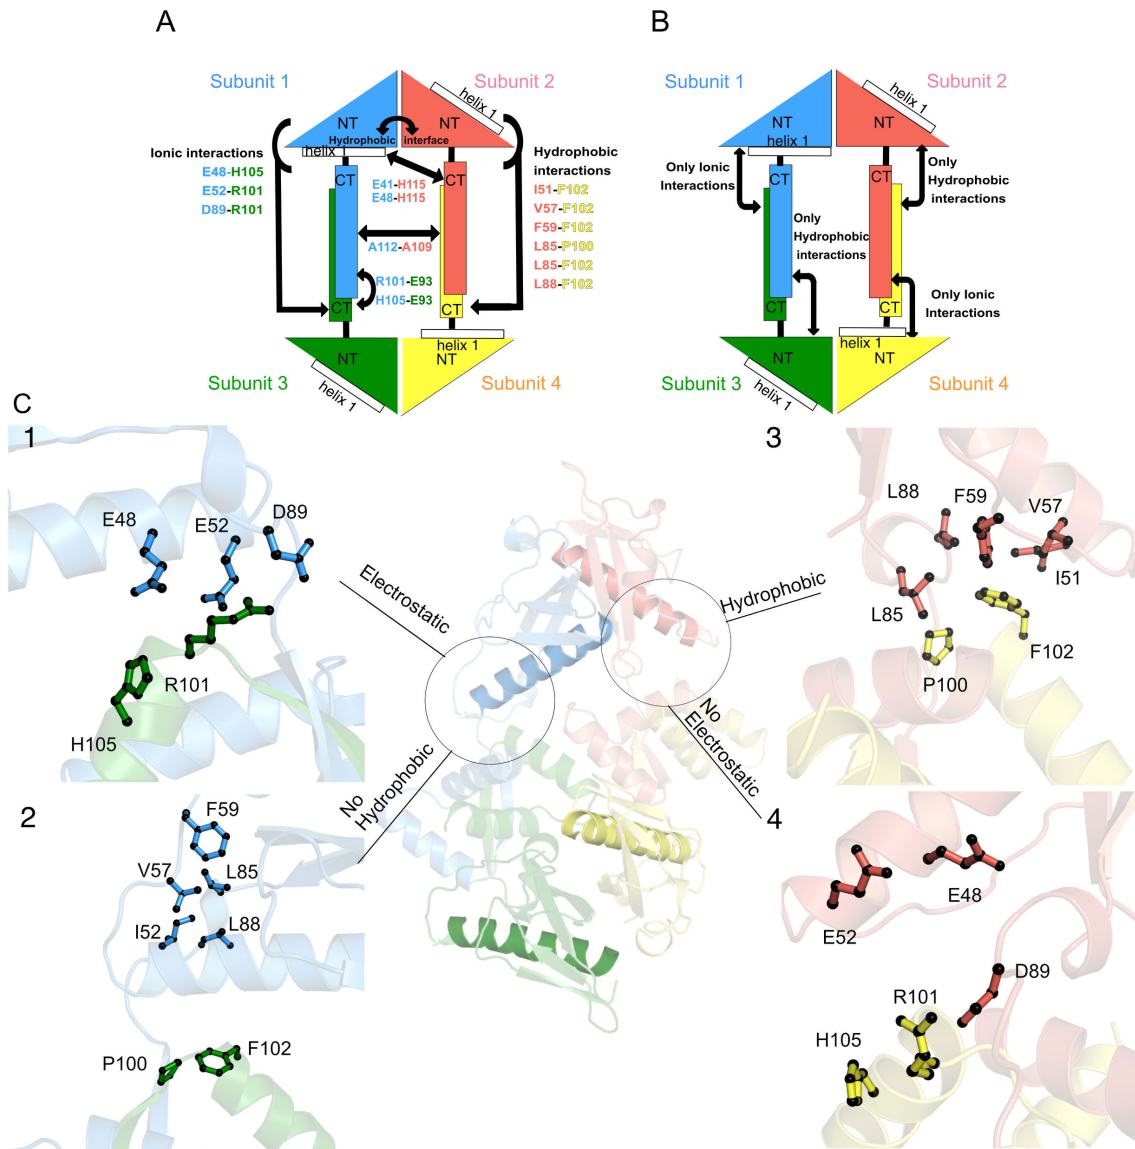 A
Subunit 1
Subunit 2
helix 1
NT
NT
Hydrophobic
interface
helix 1
Ionic interactions
E48-H105
E52-R101
D89-R101
CT
CT
E41-H115
E48-H115
Hydrophobic
interactions
I51-F102
V57-F102
F59-F102
L85-P100
L85-F102
L88-F102
A112-A109
R101-E93
H105-E93
CT
CT
helix 1
NT
NT
helix 1
Subunit 3
Subunit 4
B
Subunit 1
Subunit 2
helix 1
NT
NT
helix 1
Only Ionic
Interactions
CT
CT
Only
Hydrophobic
interactions
Only
Hydrophobic
interactions
Only Ionic
Interactions
CT
CT
helix 1
NT
NT
helix 1
Subunit 3
Subunit 4
C
1
E48
E52
D89
R101
H105
Electrostatic
No
Hydrophobic
2
F59
V57
L85
I52
L88
P100
F102
Hydrophobic
No
Electrostatic
3
L88
F59
V57
I51
L85
F102
P100
4
E48
E52
D89
R101
H105